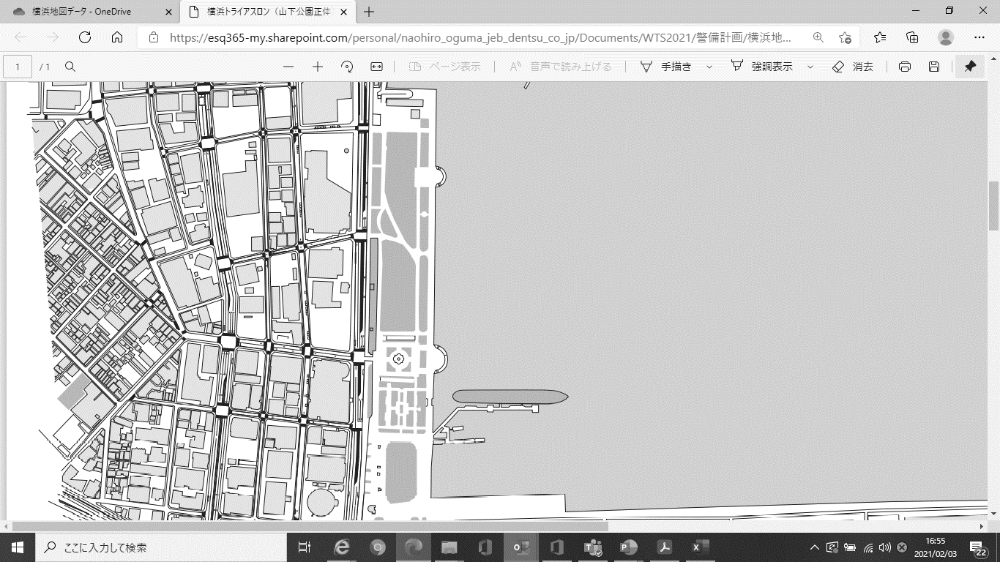 横浜地図データ - OneDrive
横浜トライアスロン（山下公園正体
https://esq365-my.sharepoint.com/personal/naohiro_oguma_jeb_dentsu_co_jp/Documents/WTS2021/警備計画/横浜地...
1 / 1
ページ表示
音声で読み上げる
手描き
強調表示
消去
ここに入力して検索
16:55
2021/02/03
22